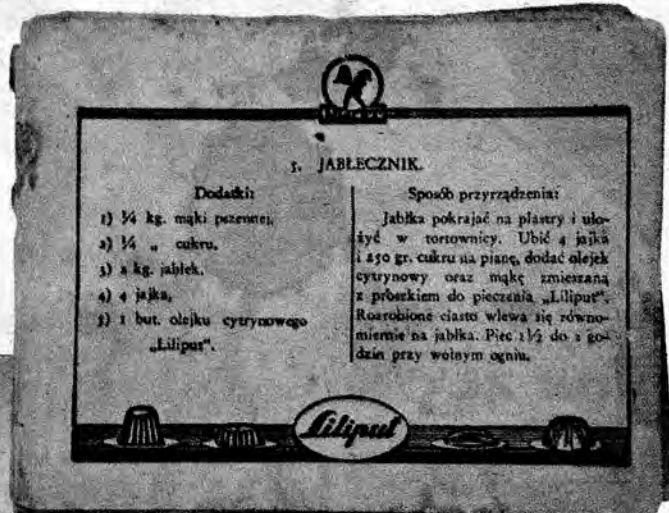 5. JABŁECZNIK.
Dodatki:
1) ¼ kg. mąki pszennej,
2) ¼ „ cukru,
3) 2 kg. jabłek,
4) 4 jajka,
5) 1 but. olejku cytrynowego
„Liliput".
Sposób przyrządzenia:
Jabłka pokrajać na plastry i uło-
żyć w tortownicy. Ubić 4 jajka
i 250 gr. cukru na pianę, dodać olejek
cytrynowy oraz mąkę zmieszaną
z proszkiem do pieczenia „Liliput".
Rozrobione ciasto wlewa się równo-
miernie na jabłka. Piec 1½ do 2 go-
dzin przy wolnym ogniu.
Liliput